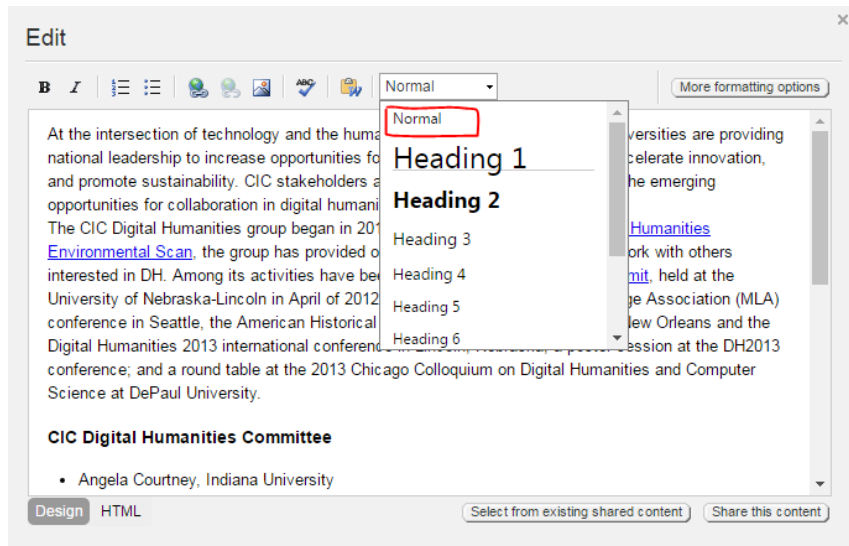 Edit
B I ABC W Normal More formatting options
Normal
Heading 1
Heading 2
Heading 3
Heading 4
Heading 5
Heading 6
At the intersection of technology and the huma versities are providing
national leadership to increase opportunities fo celerate innovation,
and promote sustainability. CIC stakeholders a he emerging
opportunities for collaboration in digital humani
The CIC Digital Humanities group began in 201 Humanities
Environmental Scan, the group has provided o ork with others
interested in DH. Among its activities have bee mit, held at the
University of Nebraska-Lincoln in April of 2012 ge Association (MLA)
conference in Seattle, the American Historical New Orleans and the
Digital Humanities 2013 international conference in Lincoln, Nebraska; a poster session at the DH2013
conference; and a round table at the 2013 Chicago Colloquium on Digital Humanities and Computer
Science at DePaul University.
CIC Digital Humanities Committee
• Angela Courtney, Indiana University
Design HTML Select from existing shared content Share this content